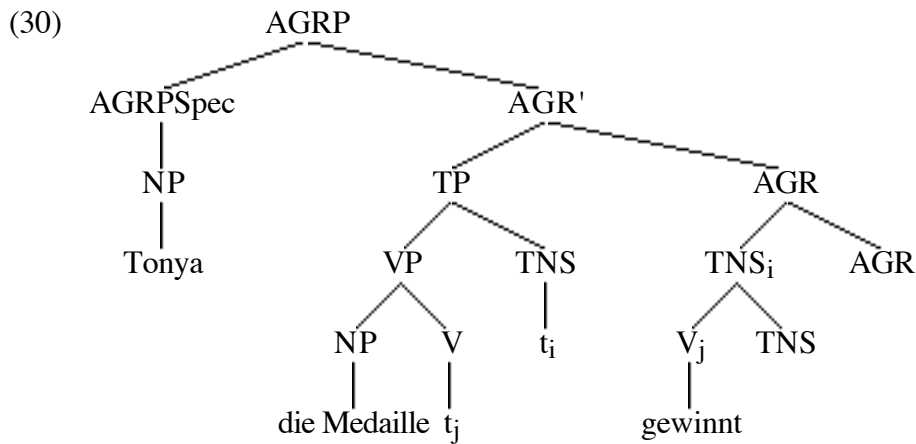 (30) AGRP
AGRPSpec AGR'
NP TP AGR
Tonya VP TNS TNSi AGR
NP V ti Vj TNS
die Medaille tj gewinnt